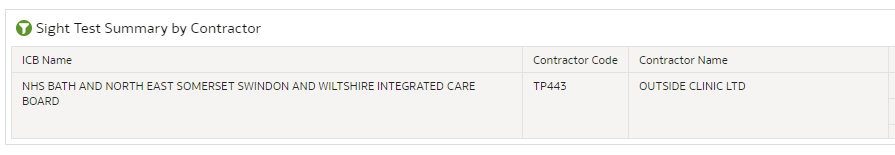 Sight Test Summary by Contractor
ICB Name Contractor Code Contractor Name
NHS BATH AND NORTH EAST SOMERSET SWINDON AND WILTSHIRE INTEGRATED CARE TP443 OUTSIDE CLINIC LTD
BOARD